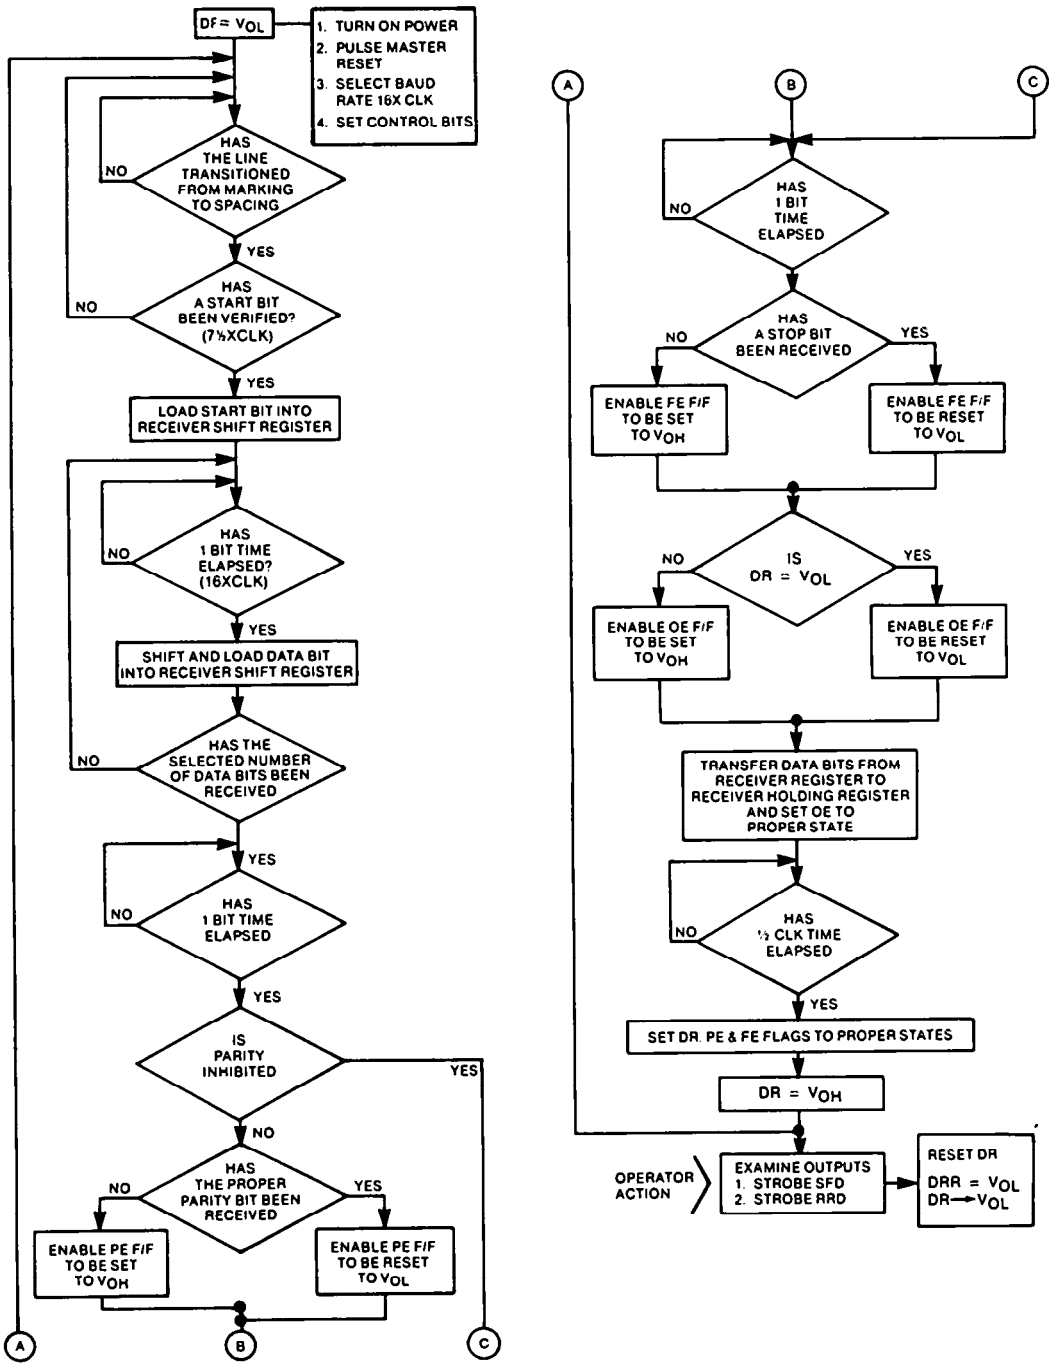 DF = VOL
1. TURN ON POWER
2. PULSE MASTER
RESET
3. SELECT BAUD
RATE 16X CLK
4. SET CONTROL BITS
HAS
THE LINE
TRANSITIONED
FROM MARKING
TO SPACING
NO
YES
HAS
A START BIT
BEEN VERIFIED?
(7½XCLK)
NO
YES
LOAD START BIT INTO
RECEIVER SHIFT REGISTER
HAS
1 BIT TIME
ELAPSED?
(16XCLK)
NO
YES
SHIFT AND LOAD DATA BIT
INTO RECEIVER SHIFT REGISTER
HAS THE
SELECTED NUMBER
OF DATA BITS BEEN
RECEIVED
NO
YES
HAS
1 BIT TIME
ELAPSED
NO
YES
IS
PARITY
INHIBITED
YES
NO
HAS
THE PROPER
PARITY BIT BEEN
RECEIVED
NO
YES
ENABLE PE F/F
TO BE SET
TO VOH
ENABLE PE F/F
TO BE RESET
TO VOL
A
B
C
A
B
C
HAS
1 BIT
TIME
ELAPSED
NO
HAS
A STOP BIT
BEEN RECEIVED
NO
YES
ENABLE FE F/F
TO BE SET
TO VOH
ENABLE FE F/F
TO BE RESET
TO VOL
IS
DR = VOL
NO
YES
ENABLE OE F/F
TO BE SET
TO VOH
ENABLE OE F/F
TO BE RESET
TO VOL
TRANSFER DATA BITS FROM
RECEIVER REGISTER TO
RECEIVER HOLDING REGISTER
AND SET OE TO
PROPER STATE
HAS
½ CLK TIME
ELAPSED
NO
YES
SET DR. PE & FE FLAGS TO PROPER STATES
DR = VOH
OPERATOR
ACTION
EXAMINE OUTPUTS
1. STROBE SFD
2. STROBE RRD
RESET DR
DRR = VOL
DR→VOL